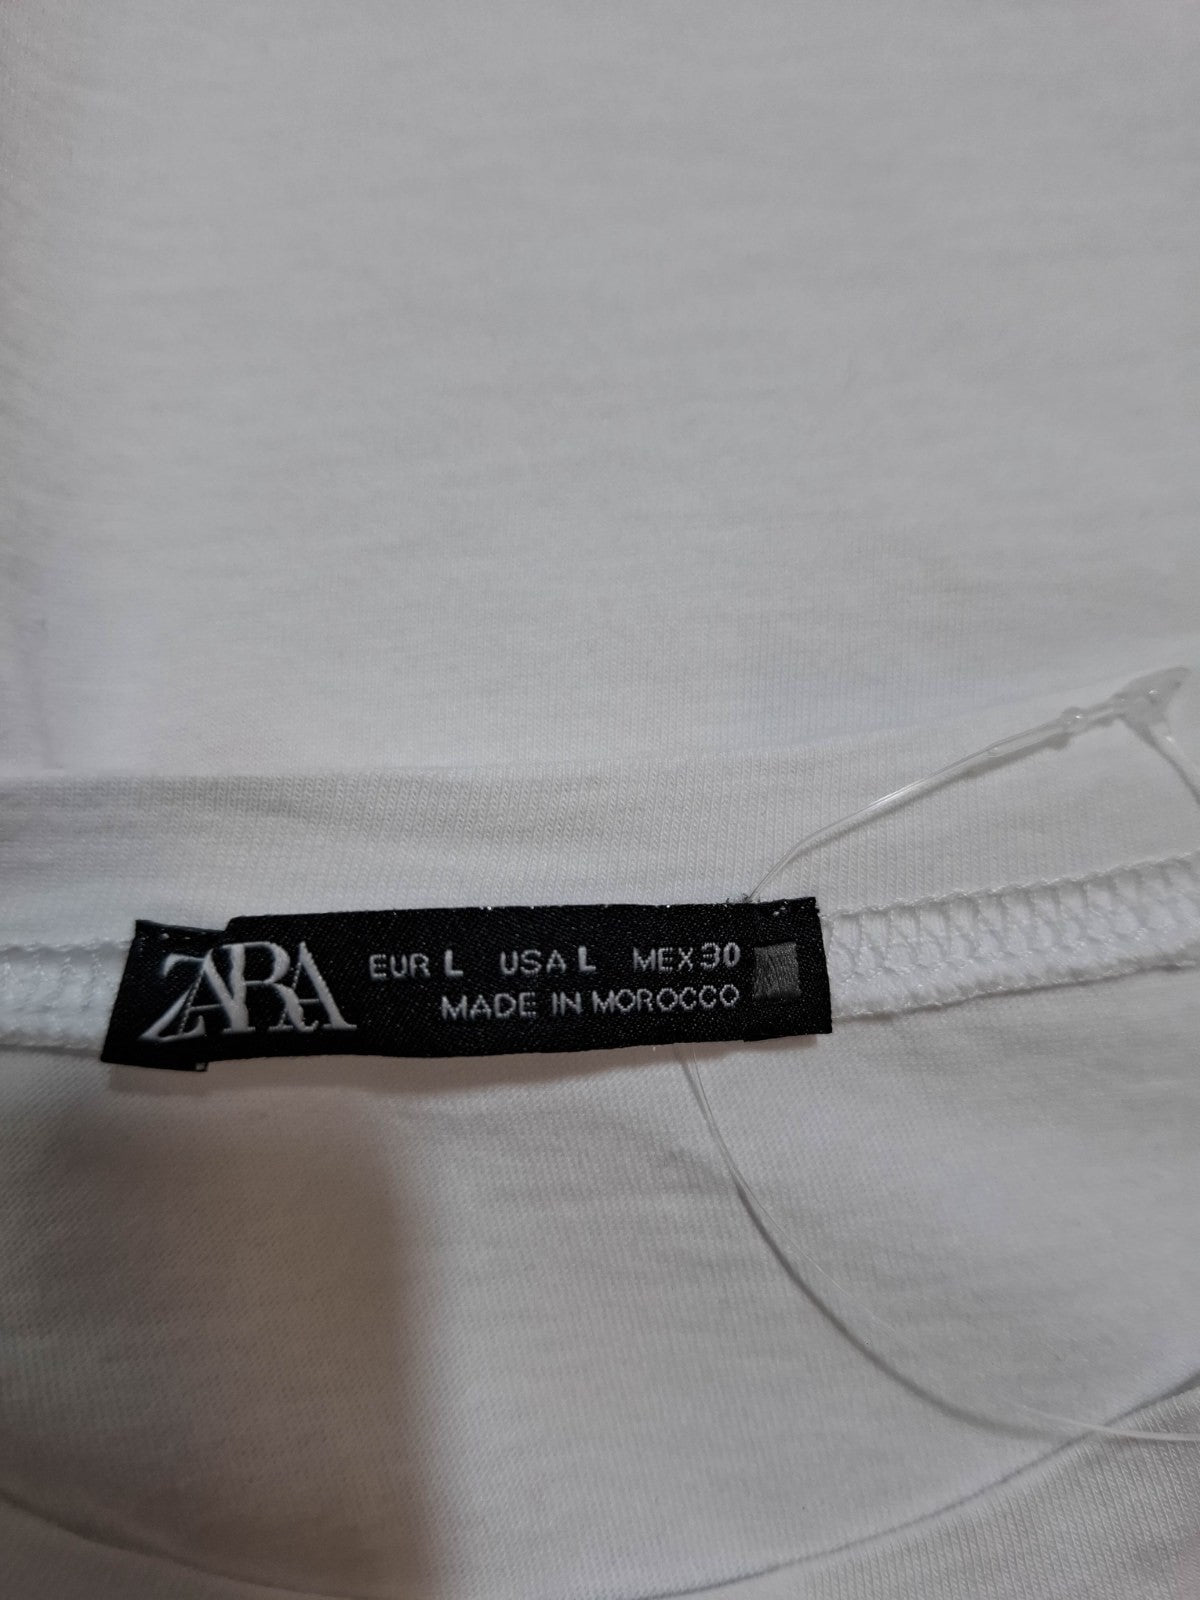 ZARA
EUR L USA L MEX 30
MADE IN MOROCCO